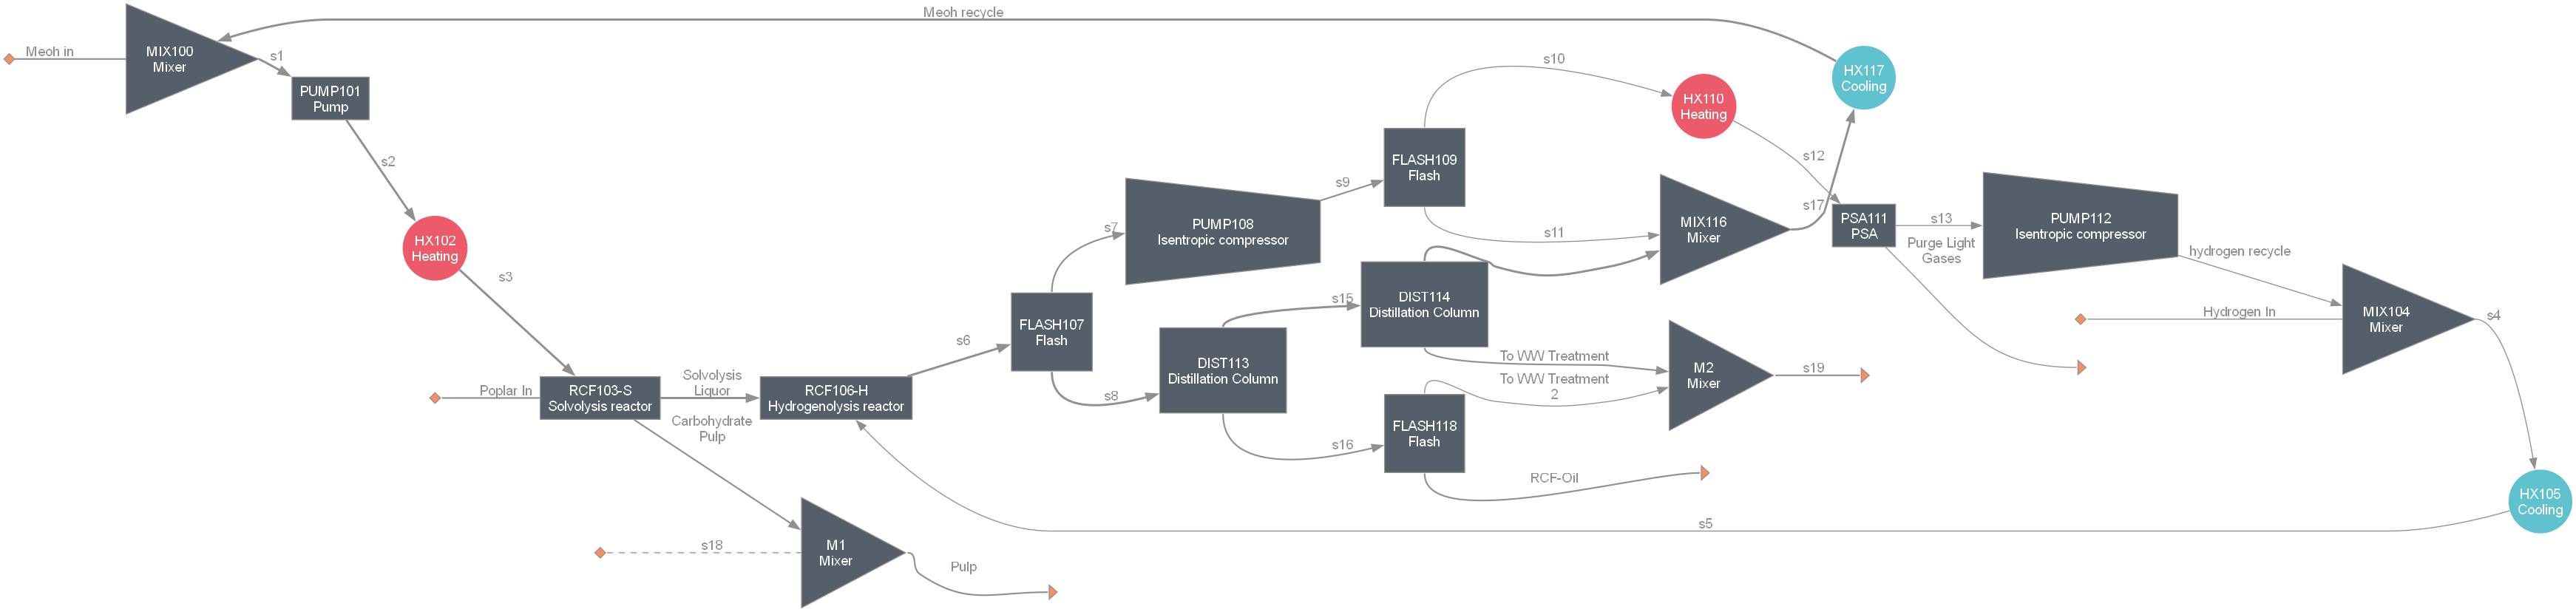 Meoh recycle
Meoh in
MIX100
Mixer
s1
PUMP101
Pump
s2
HX102
Heating
s3
Poplar In
RCF103-S
Solvolysis reactor
Solvolysis
Liquor
Carbohydrate
Pulp
s18
M1
Mixer
Pulp
RCF106-H
Hydrogenolysis reactor
s6
FLASH107
Flash
s7
s8
PUMP108
Isentropic compressor
s9
DIST113
Distillation Column
s15
s16
FLASH109
Flash
s10
s11
DIST114
Distillation Column
To WW Treatment
To WW Treatment
2
FLASH118
Flash
RCF-Oil
HX110
Heating
MIX116
Mixer
M2
Mixer
s12
s17
s19
HX117
Cooling
PSA111
PSA
s13
Purge Light
Gases
PUMP112
Isentropic compressor
hydrogen recycle
Hydrogen In
MIX104
Mixer
s4
HX105
Cooling
s5